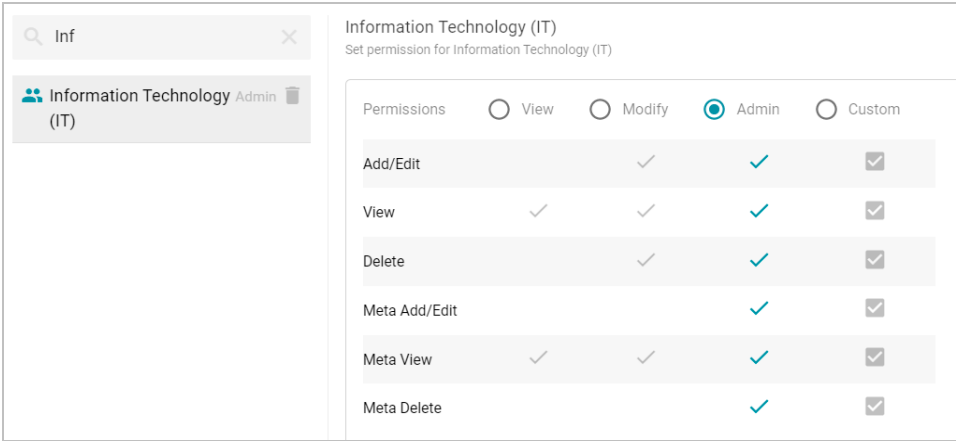 Inf
Information Technology Admin
(IT)
Information Technology (IT)
Set permission for Information Technology (IT)
Permissions View Modify Admin Custom
Add/Edit
View
Delete
Meta Add/Edit
Meta View
Meta Delete